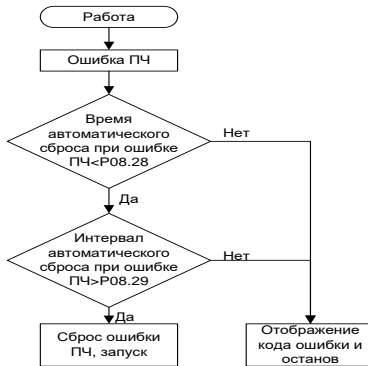 Работа
Ошибка ПЧ
Время
автоматического
сброса при ошибке
ПЧ<P08.28
Нет
Да
Интервал
автоматического
сброса при ошибке
ПЧ>P08.29
Нет
Да
Сброс ошибки
ПЧ, запуск
Отображение
кода ошибки и
останов